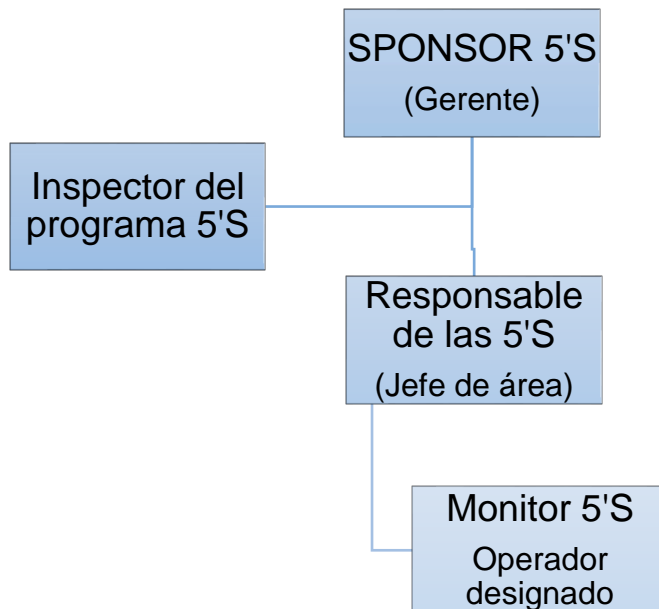 SPONSOR 5'S
(Gerente)
Inspector del
programa 5'S
Responsable
de las 5'S
(Jefe de área)
Monitor 5'S
Operador
designado